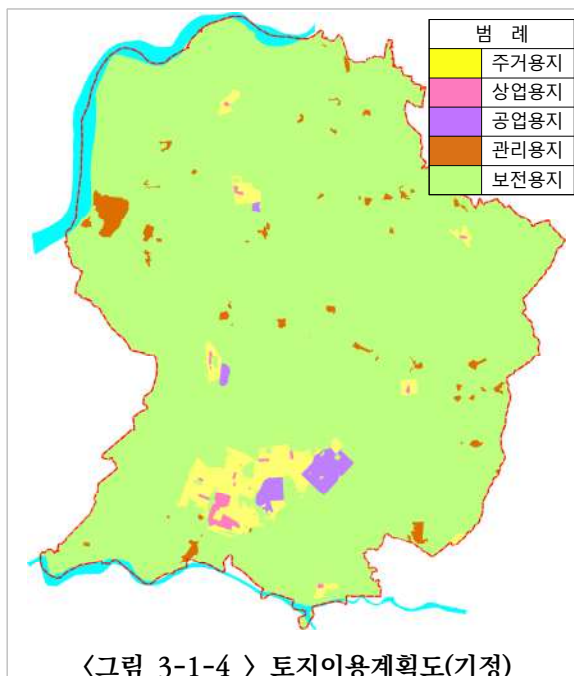 범 례
주거용지
상업용지
공업용지
관리용지
보전용지
〈그림 3-1-4 〉 토지이용계획도(기정)